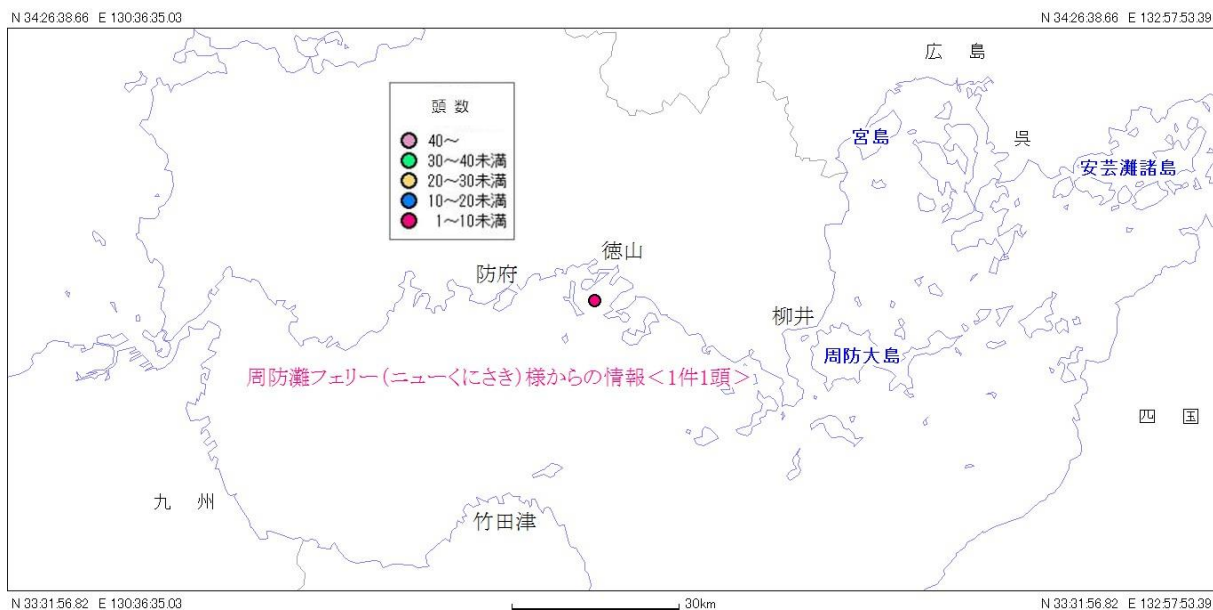 N 34:26:38.66 E 130:36:35.03
N 34:26:38.66 E 132:57:53.39
広 島
頭 数
40～
30～40未満
20～30未満
10～20未満
1～10未満
宮島
呉
安芸灘諸島
徳山
防府
柳井
周防大島
周防灘フェリー(ニューくにさき)様からの情報<1件1頭>
四 国
九 州
竹田津
N 33:31:56.82 E 130:36:35.03
30km
N 33:31:56.82 E 132:57:53.39